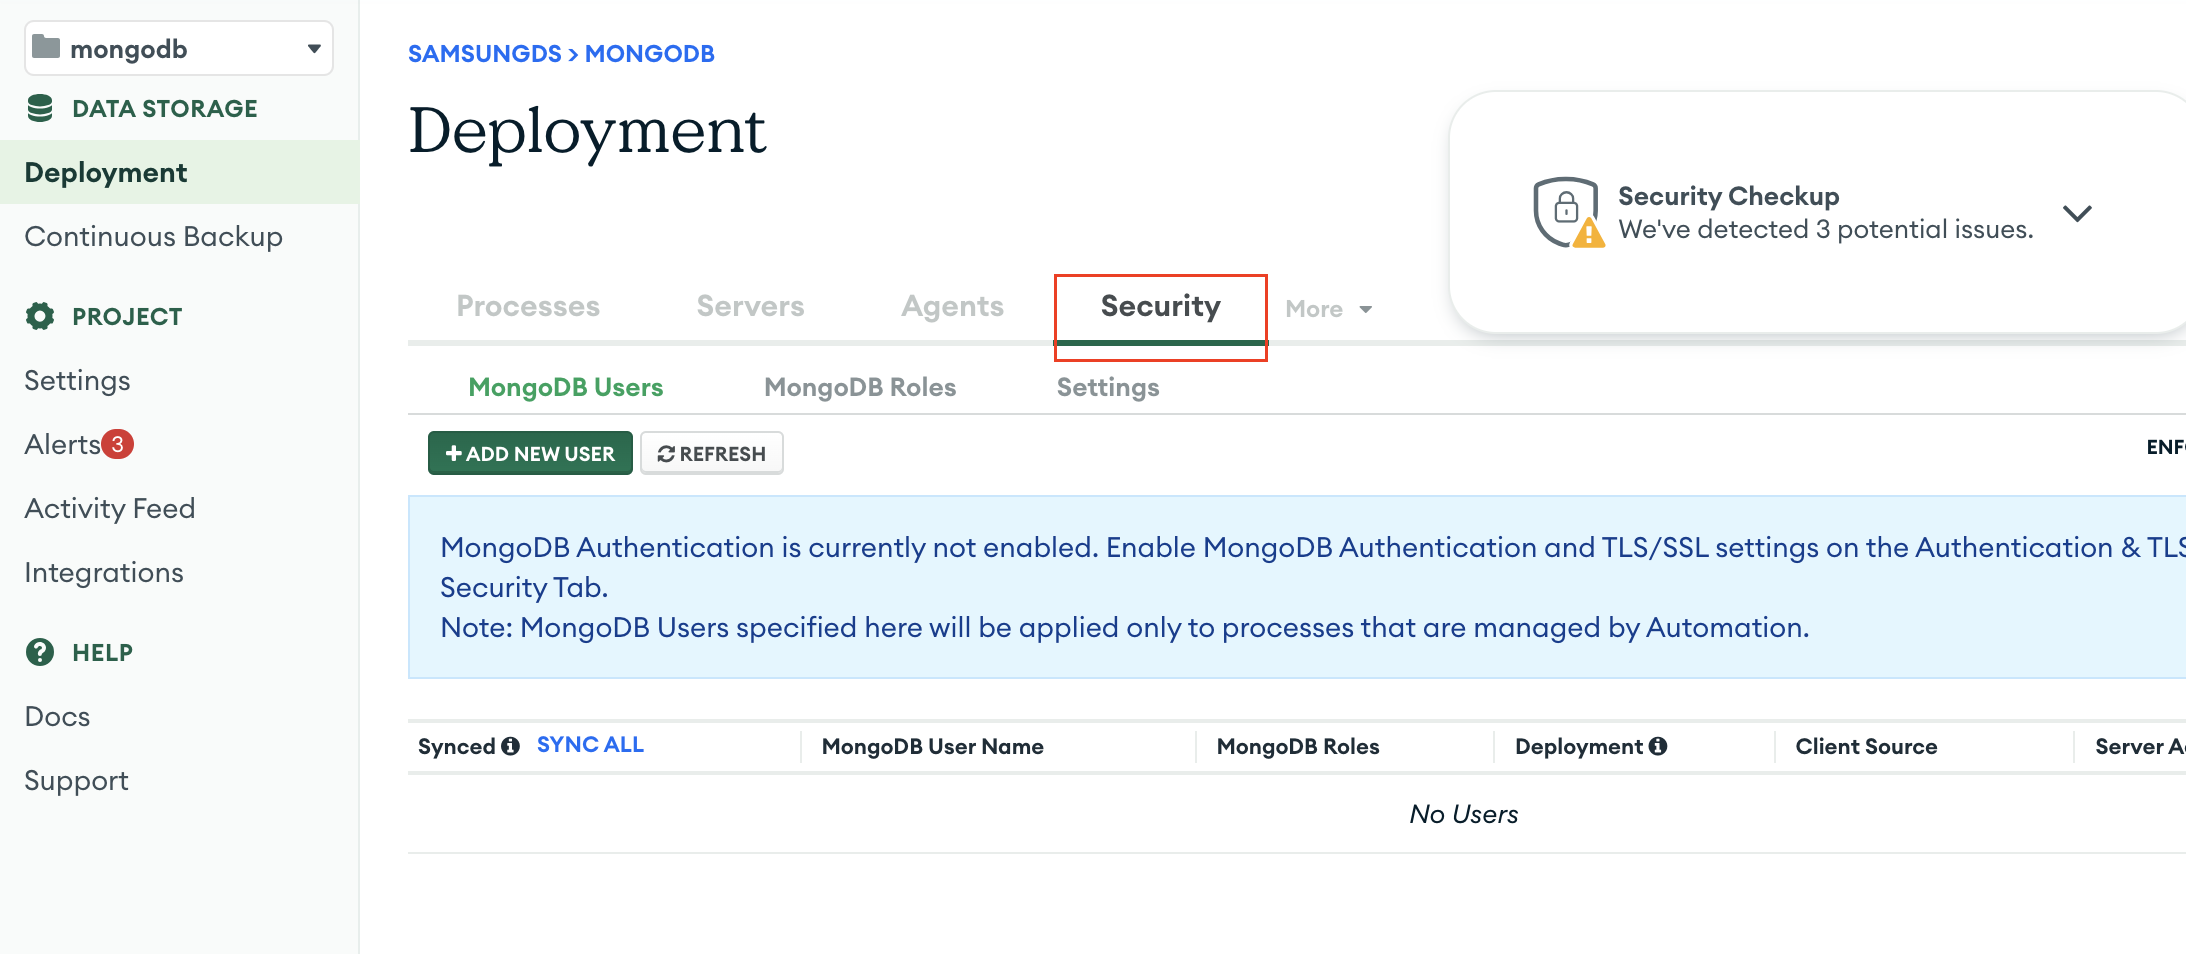 mongodb
DATA STORAGE
Deployment
Continuous Backup
PROJECT
Settings
Alerts 3
Activity Feed
Integrations
HELP
Docs
Support
SAMSUNGDS > MONGODB
Deployment
Security Checkup
We've detected 3 potential issues.
Processes Servers Agents Security More
MongoDB Users MongoDB Roles Settings
ADD NEW USER REFRESH
ENF
MongoDB Authentication is currently not enabled. Enable MongoDB Authentication and TLS/SSL settings on the Authentication & TLS
Security Tab.
Note: MongoDB Users specified here will be applied only to processes that are managed by Automation.
Synced SYNC ALL MongoDB User Name MongoDB Roles Deployment Client Source Server A
No Users